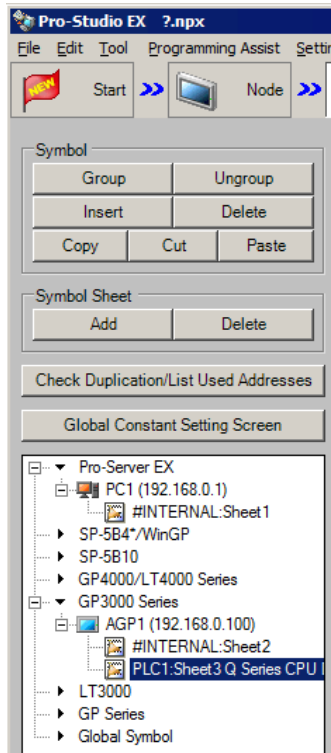 Pro-Studio EX ?.npx
File Edit Tool Programming Assist
NEW Start Node
Symbol
Group Ungroup
Insert Delete
Copy Cut Paste
Symbol Sheet
Add Delete
Check Duplication/List Used Addresses
Global Constant Setting Screen
Pro-Server EX
PC1 (192.168.0.1)
#INTERNAL:Sheet1
SP-5B4*/WinGP
SP-5B10
GP4000/LT4000 Series
GP3000 Series
AGP1 (192.168.0.100)
#INTERNAL:Sheet2
PLC1:Sheet3 Q Series CPU
LT3000
GP Series
Global Symbol